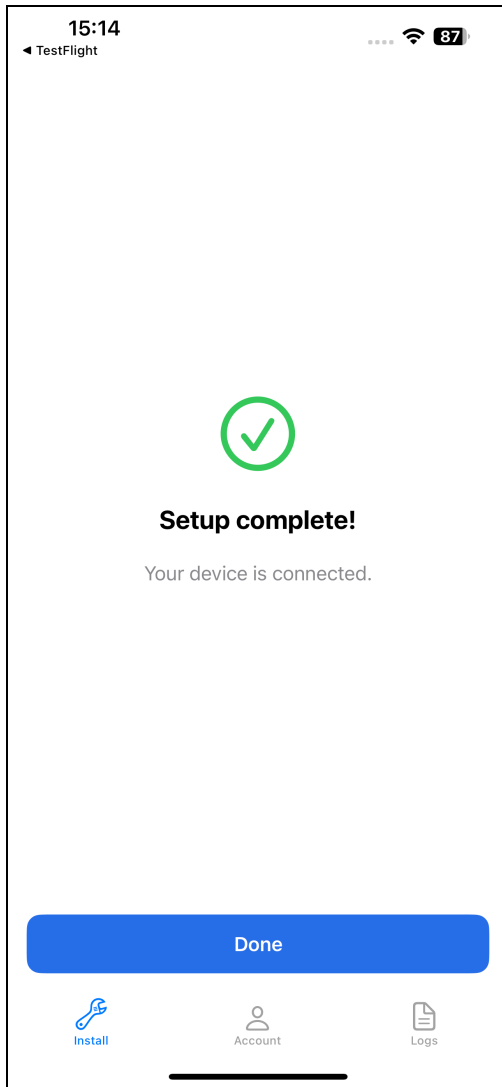 15:14
87
◀ TestFlight
Setup complete!
Your device is connected.
Done
Install
Account
Logs